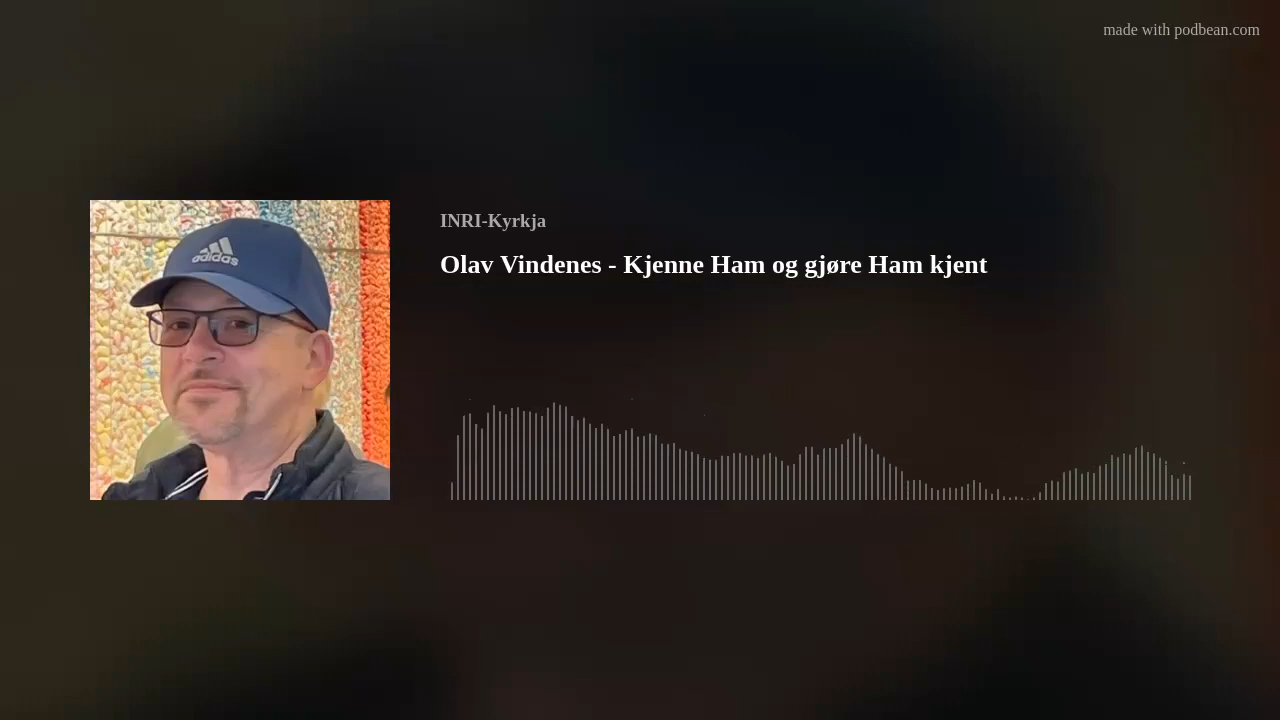 made with podbean.com
adidas
INRI-Kyrkja
Olav Vindenes - Kjenne Ham og gjøre Ham kjent